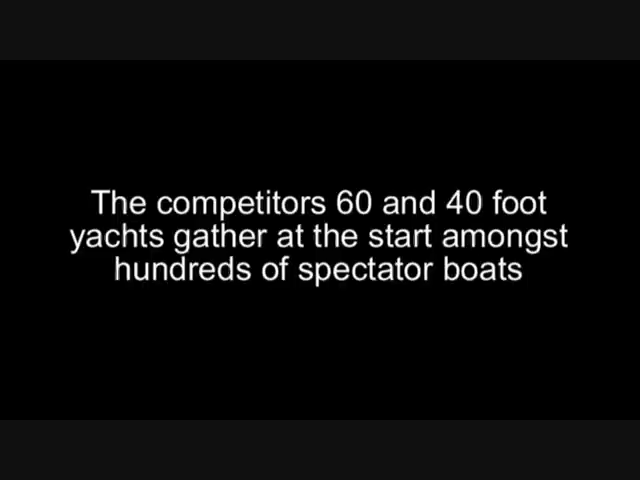 The competitors 60 and 40 foot
yachts gather at the start amongst
hundreds of spectator boats